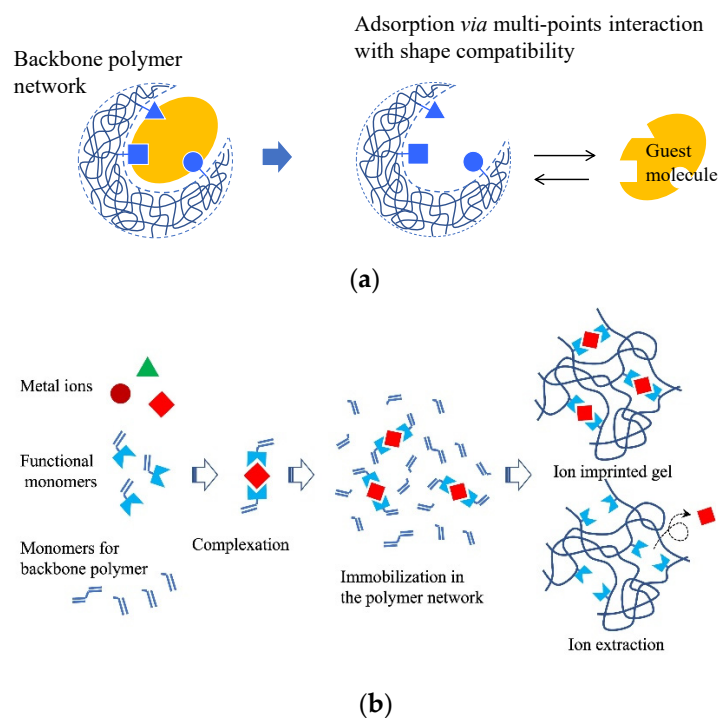 Backbone polymer
network
Adsorption via multi-points interaction
with shape compatibility
Guest
molecule
(a)
Metal ions
Functional
monomers
Monomers for
backbone polymer
Complexation
Immobilization in
the polymer network
Ion imprinted gel
Ion extraction
(b)